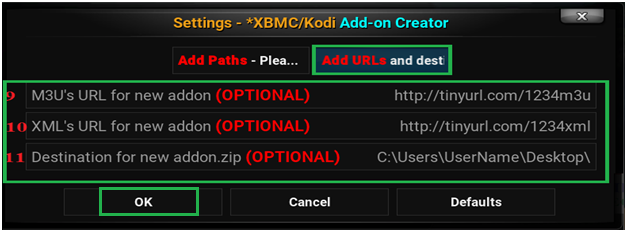 Settings - *XBMC/Kodi Add-on Creator
Add Paths - Plea... Add URLs and desti
9 M3U's URL for new addon (OPTIONAL) http://tinyurl.com/1234m3u
10 XML's URL for new addon (OPTIONAL) http://tinyurl.com/1234xml
11 Destination for new addon.zip (OPTIONAL) C:\Users\UserName\Desktop\
OK Cancel Defaults